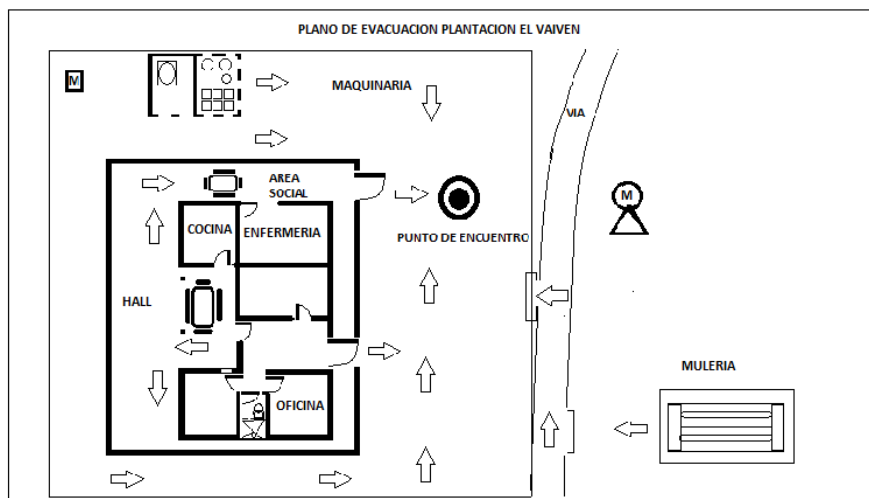 PLANO DE EVACUACION PLANTACION EL VAIVEN
M
MAQUINARIA
VIA
AREA
SOCIAL
M
COCINA
ENFERMERIA
PUNTO DE ENCUENTRO
HALL
MULERIA
OFICINA